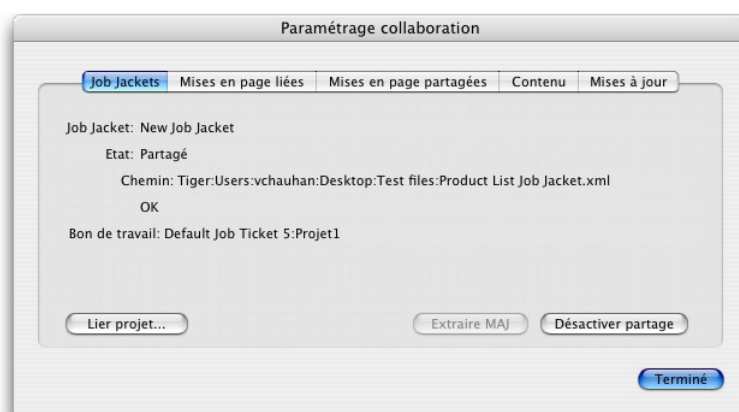 Paramétrage collaboration
Job Jackets Mises en page liées Mises en page partagées Contenu Mises à jour
Job Jacket: New Job Jacket
Etat: Partagé
Chemin: Tiger:Users:vchauhan:Desktop:Test files:Product List Job Jacket.xml
OK
Bon de travail: Default Job Ticket 5:Projet1
Lier projet... Extraire MAJ Désactiver partage
Terminé